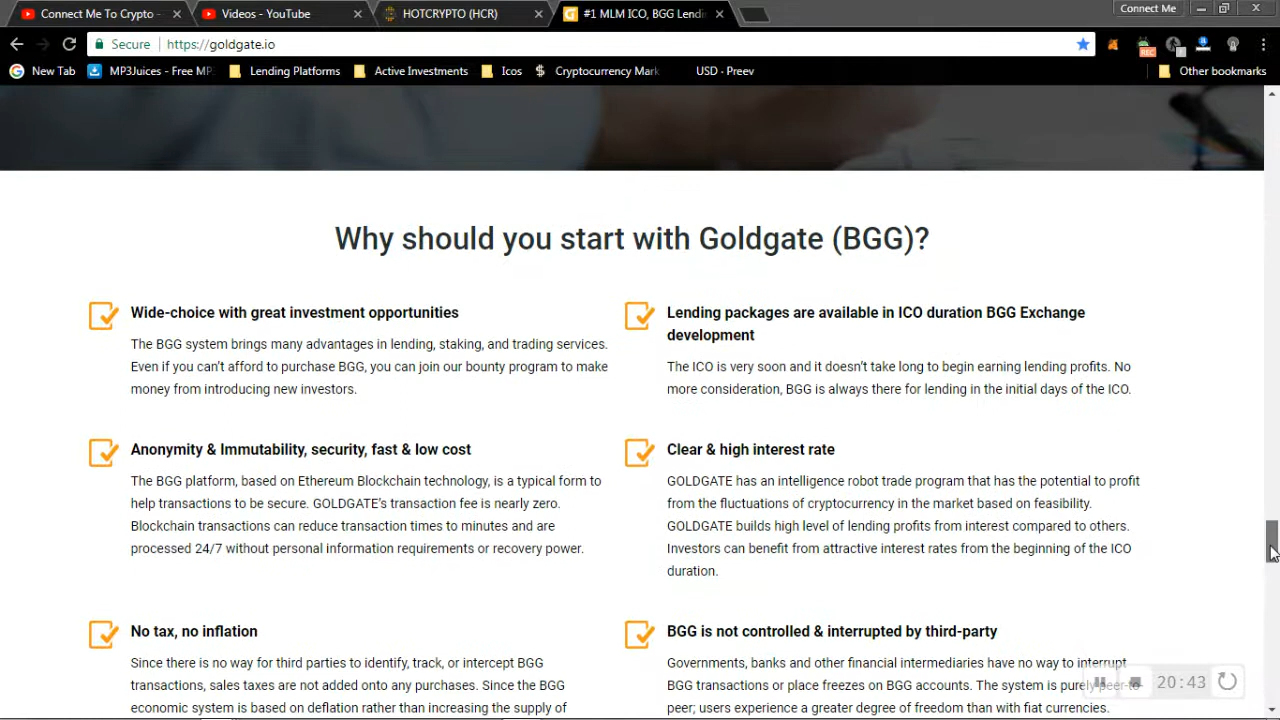 Connect Me To Crypto -
Videos - YouTube
HOTCRYPTO (HCR)
#1 MLM ICO, BGG Lendi
Connect Me
Secure
https://goldgate.io
REC
New Tab
MP3Juices - Free MP
Lending Platforms
Active Investments
Icos
Cryptocurrency Mark
USD - Preev
Other bookmarks
Why should you start with Goldgate (BGG)?
Wide-choice with great investment opportunities
The BGG system brings many advantages in lending, staking, and trading services.
Even if you can’t afford to purchase BGG, you can join our bounty program to make
money from introducing new investors.
Lending packages are available in ICO duration BGG Exchange
development
The ICO is very soon and it doesn’t take long to begin earning lending profits. No
more consideration, BGG is always there for lending in the initial days of the ICO.
Anonymity & Immutability, security, fast & low cost
The BGG platform, based on Ethereum Blockchain technology, is a typical form to
help transactions to be secure. GOLDGATE’s transaction fee is nearly zero.
Blockchain transactions can reduce transaction times to minutes and are
processed 24/7 without personal information requirements or recovery power.
Clear & high interest rate
GOLDGATE has an intelligence robot trade program that has the potential to profit
from the fluctuations of cryptocurrency in the market based on feasibility.
GOLDGATE builds high level of lending profits from interest compared to others.
Investors can benefit from attractive interest rates from the beginning of the ICO
duration.
No tax, no inflation
Since there is no way for third parties to identify, track, or intercept BGG
transactions, sales taxes are not added onto any purchases. Since the BGG
economic system is based on deflation rather than increasing the supply of
BGG is not controlled & interrupted by third-party
Governments, banks and other financial intermediaries have no way to interrupt
BGG transactions or place freezes on BGG accounts. The system is purely peer-to-
peer; users experience a greater degree of freedom than with fiat currencies.
20:43